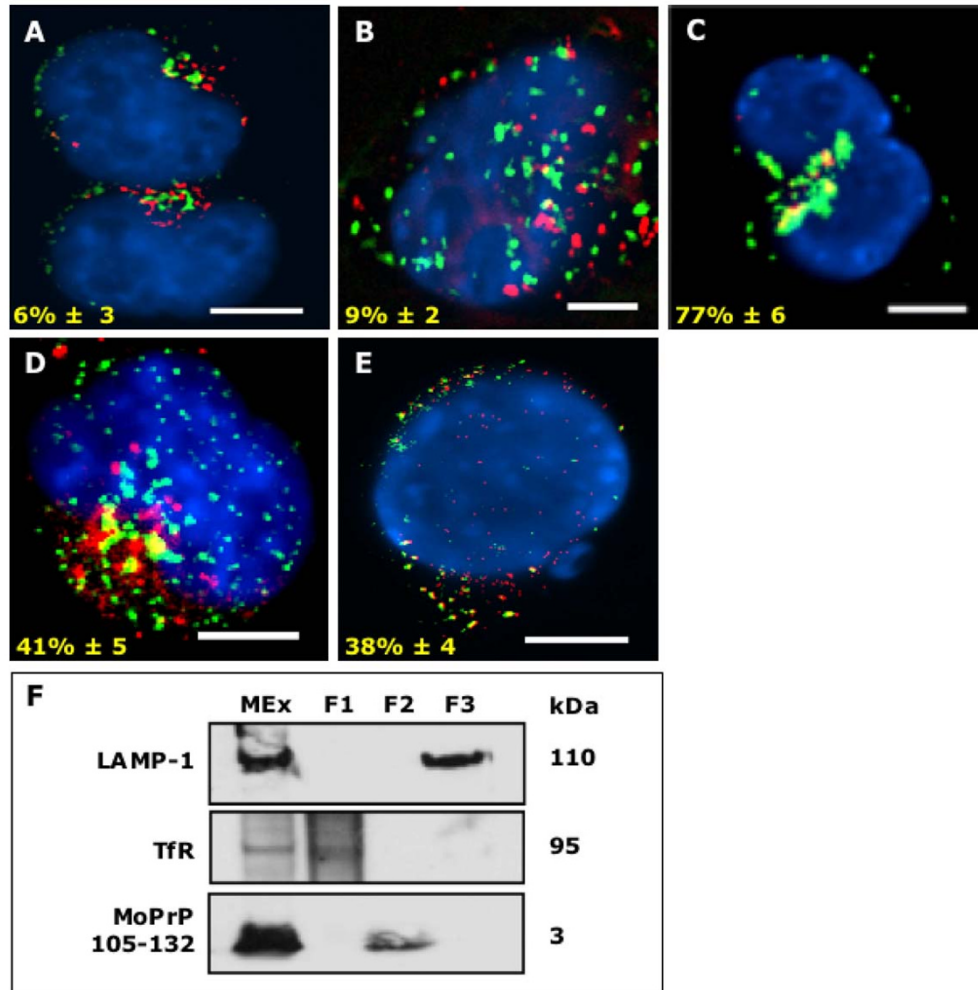 A
6% ± 3
B
9% ± 2
C
77% ± 6
D
41% ± 5
E
38% ± 4
F
MEx F1 F2 F3 kDa
LAMP-1 110
TfR 95
MoPrP
105-132 3